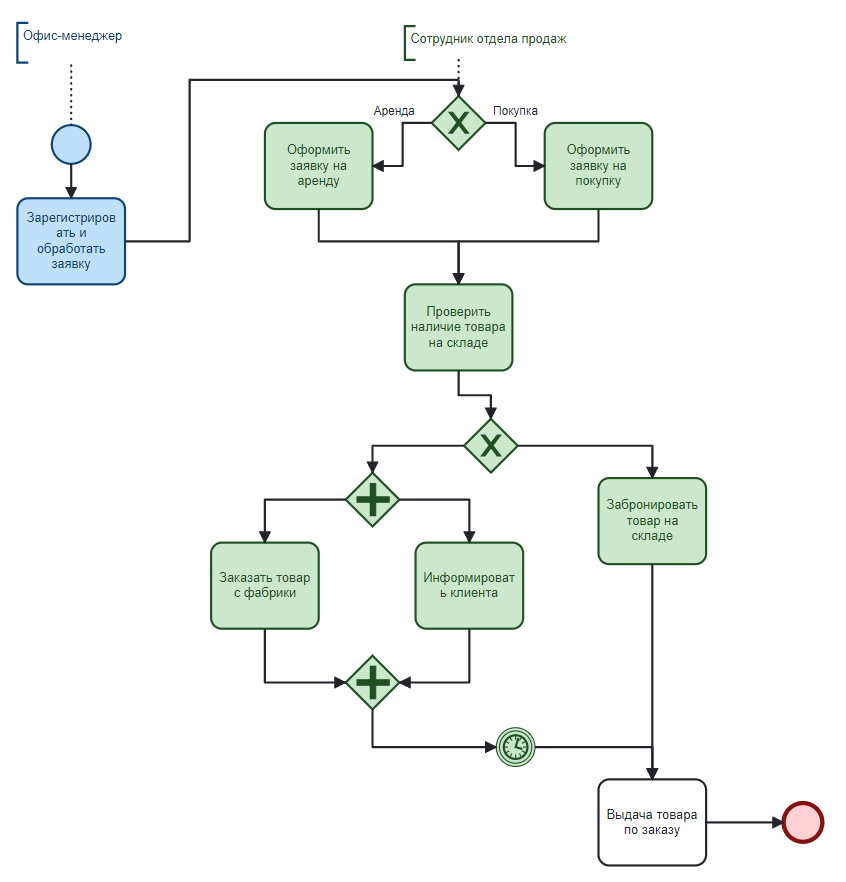 Офис-менеджер
Сотрудник отдела продаж
Аренда
Покупка
Оформить
заявку на
аренду
Оформить
заявку на
покупку
Зарегистриров
ать и
обработать
заявку
Проверить
наличие товара
на складе
Забронировать
товар на
складе
Заказать товар
с фабрики
Информироват
ь клиента
Выдача товара
по заказу